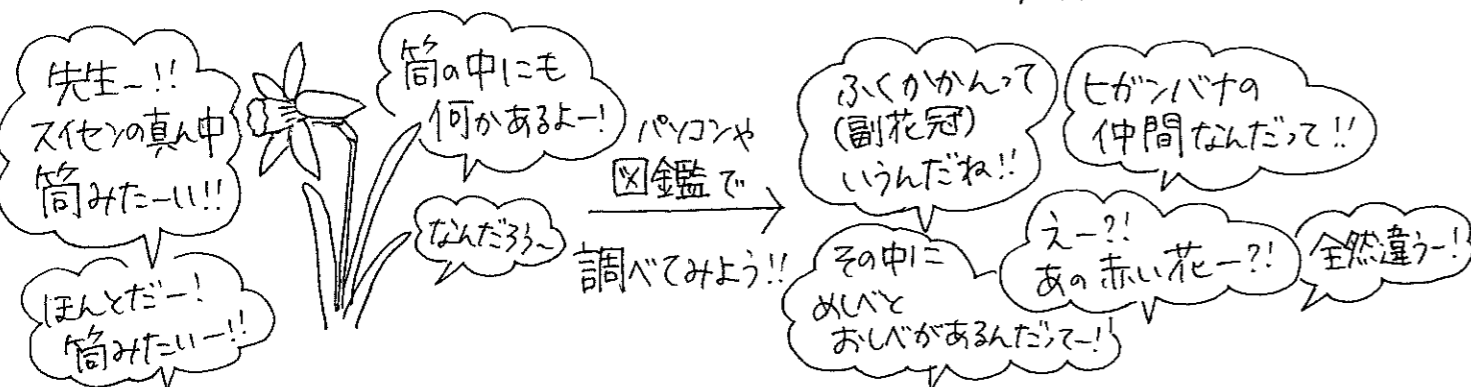 先生~!!
スイセンの真ん中
筒みたーい!!
ほんとだー!
筒みたいー!!
筒の中にも
何かあるよー!
なんだろう~
パソコンや
図鑑で
調べてみよう!!
ふくかかんって
(副花冠)
いうんだね!!
ヒガンバナの
仲間なんだって!!
その中に
めしべと
おしべがあるんだってー!
えー?!
あの赤い花ー?!
全然違うー!